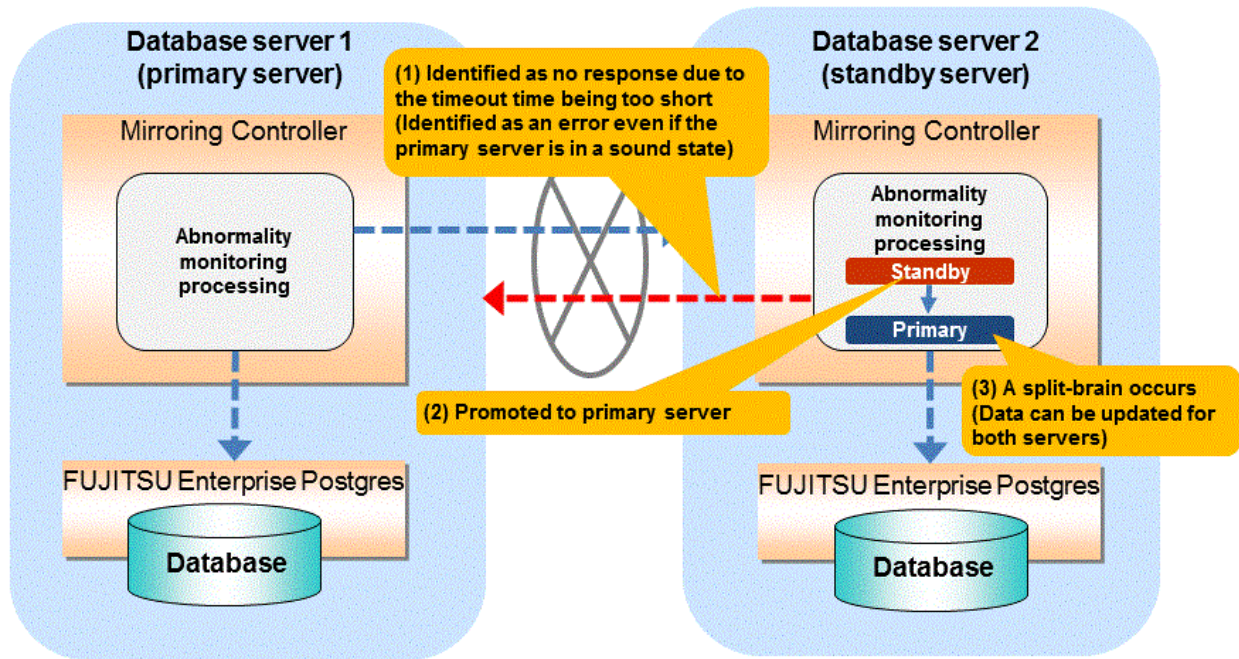 Database server 1
(primary server)
Mirroring Controller
Abnormality
monitoring
processing
FUJITSU Enterprise Postgres
Database
(1) Identified as no response due to
the timeout time being too short
(Identified as an error even if the
primary server is in a sound state)
(2) Promoted to primary server
Database server 2
(standby server)
Mirroring Controller
Abnormality
monitoring
processing
Standby
Primary
(3) A split-brain occurs
(Data can be updated for
both servers)
FUJITSU Enterprise Postgres
Database